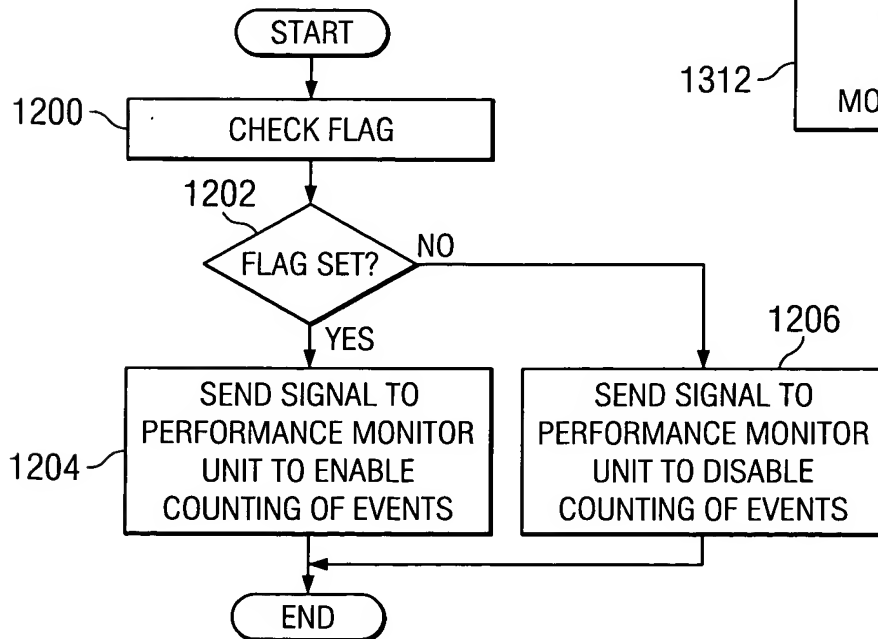 START
1200
CHECK FLAG
1202
FLAG SET?
NO
YES
1204
SEND SIGNAL TO
PERFORMANCE MONITOR
UNIT TO ENABLE
COUNTING OF EVENTS
1206
SEND SIGNAL TO
PERFORMANCE MONITOR
UNIT TO DISABLE
COUNTING OF EVENTS
END
1312
MO